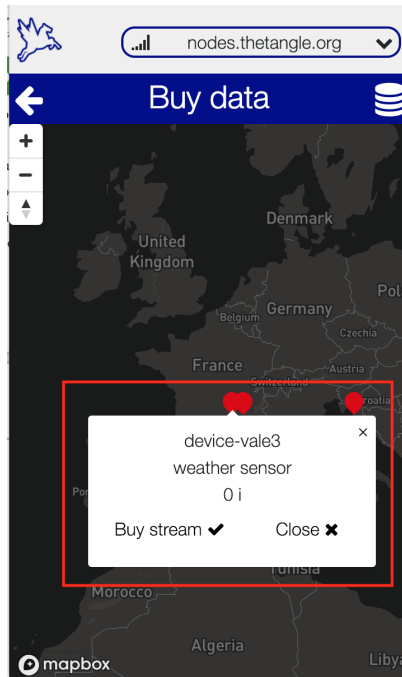 nodes.thetangle.org
Buy data
+
−
Denmark
United
Kingdom
Pol
Belgium
Germany
Czechia
France
Austria
Switzerland
Croatia
×
device-vale3
weather sensor
0 i
Por
Buy stream ✔
Close ✖
Tunisia
Morocco
Algeria
Liby
mapbox